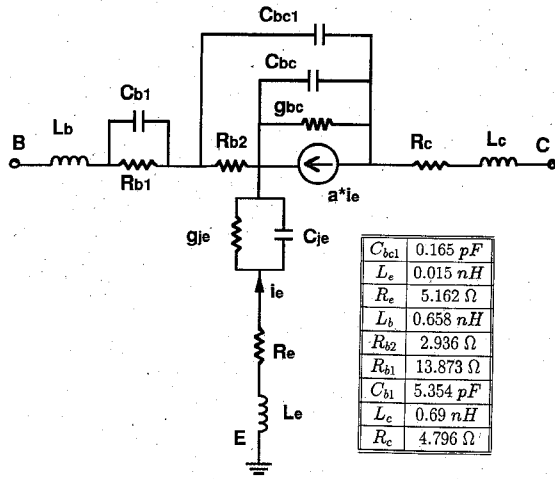 Cbc1
Cbc
gbc
Cb1
Lb
B
Rb1
Rb2
a*ie
Rc
Lc
C
gje
Cje
ie
Re
Le
E
Cbc1 0.165 pF
Le 0.015 nH
Re 5.162 Ω
Lb 0.658 nH
Rb2 2.936 Ω
Rb1 13.873 Ω
Cb1 5.354 pF
Lc 0.69 nH
Rc 4.796 Ω